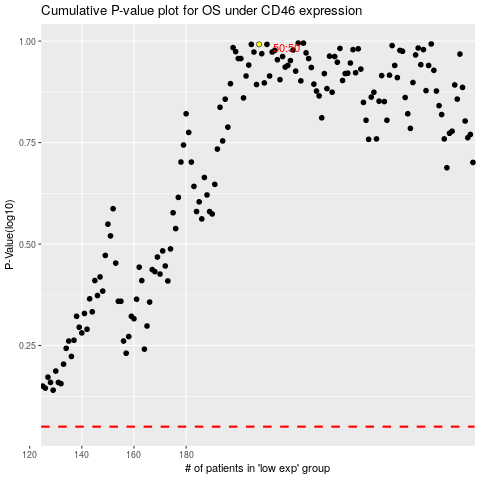 Cumulative P-value plot for OS under CD46 expression
P-Value(log10)
1.00
0.75
0.50
0.25
50:50
120 140 160 180
# of patients in 'low exp' group